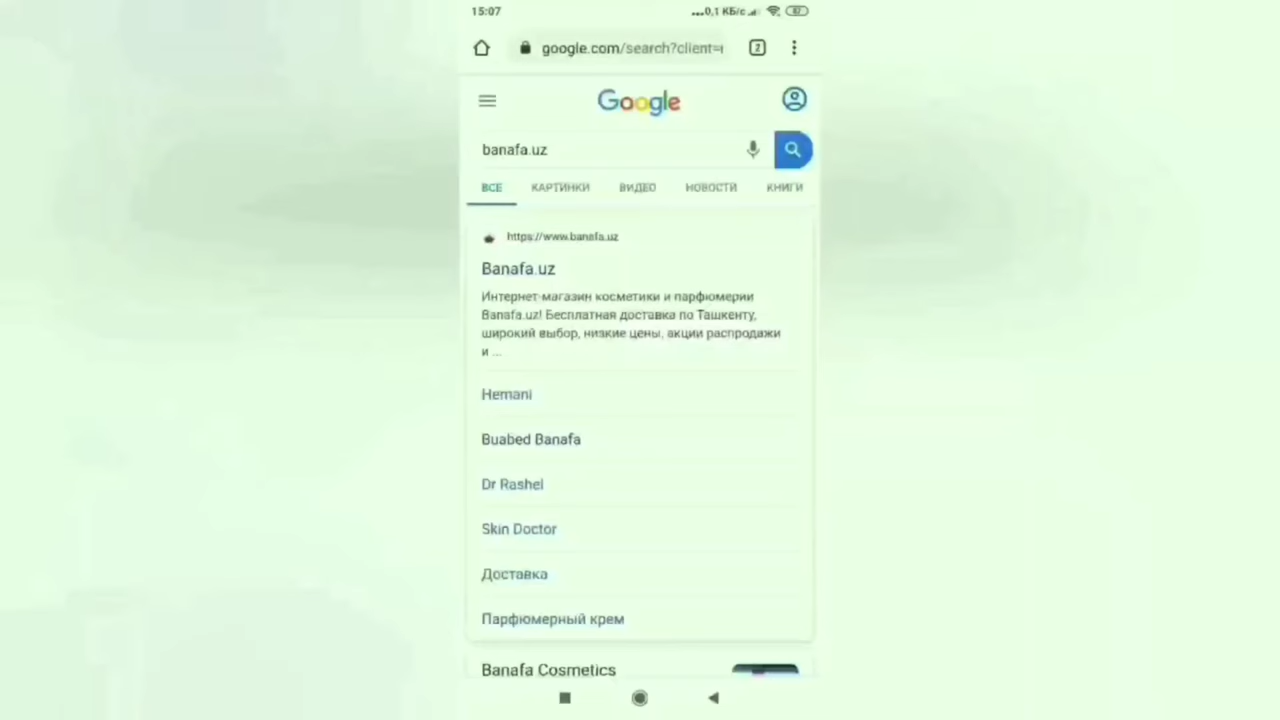 15:07
...0,1 КБ/с
87
google.com/search?client=
2
Google
banafa.uz
ВСЕ
КАРТИНКИ
ВИДЕО
НОВОСТИ
КНИГИ
https://www.banafa.uz
Banafa.uz
Интернет-магазин косметики и парфюмерии
Banafa.uz! Бесплатная доставка по Ташкенту,
широкий выбор, низкие цены, акции распродажи
и ...
Hemani
Buabed Banafa
Dr Rashel
Skin Doctor
Доставка
Парфюмерный крем
Banafa Cosmetics